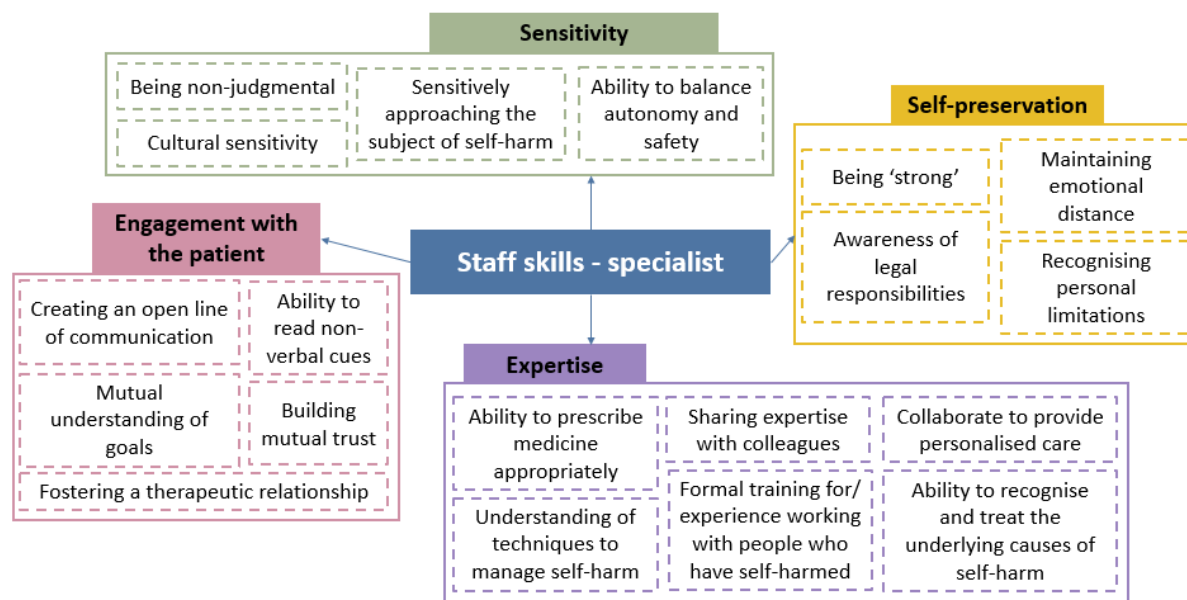 Sensitivity
Being non-judgmental
Cultural sensitivity
Sensitively
approaching the
subject of self-harm
Ability to balance
autonomy and
safety
Self-preservation
Being ‘strong’
Awareness of
legal
responsibilities
Maintaining
emotional
distance
Recognising
personal
limitations
Staff skills - specialist
Engagement with
the patient
Creating an open line
of communication
Ability to
read non-
verbal cues
Mutual
understanding of
goals
Building
mutual trust
Fostering a therapeutic relationship
Expertise
Ability to prescribe
medicine
appropriately
Sharing expertise
with colleagues
Collaborate to provide
personalised care
Understanding of
techniques to
manage self-harm
Formal training for/
experience working
with people who
have self-harmed
Ability to recognise
and treat the
underlying causes of
self-harm